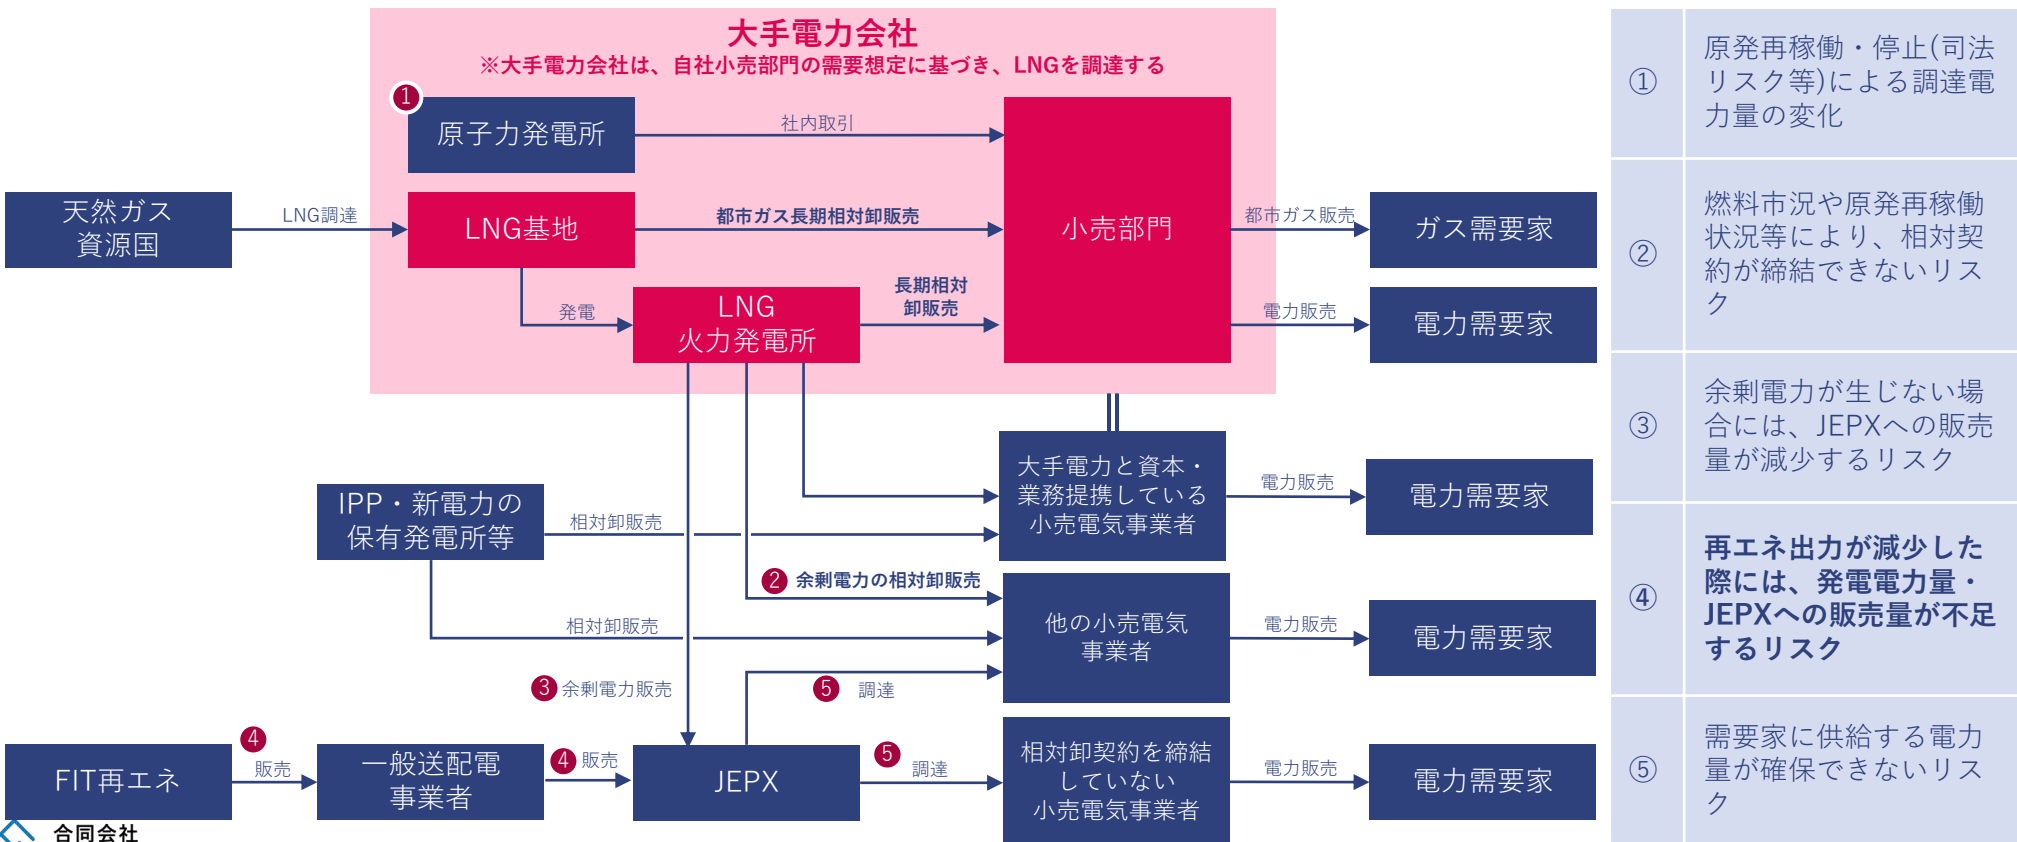 大手電力会社
※大手電力会社は、自社小売部門の需要想定に基づき、LNGを調達する
1
原子力発電所
社内取引
天然ガス
資源国
LNG調達
LNG基地
都市ガス長期相対卸販売
小売部門
都市ガス販売
ガス需要家
発電
LNG
火力発電所
長期相対
卸販売
電力販売
電力需要家
IPP・新電力の
保有発電所等
相対卸販売
大手電力と資本・
業務提携している
小売電気事業者
電力販売
電力需要家
2 余剰電力の相対卸販売
相対卸販売
他の小売電気
事業者
電力販売
電力需要家
3 余剰電力販売
5 調達
FIT再エネ
4
販売
一般送配電
事業者
4 販売
JEPX
5
調達
相対卸契約を締結
していない
小売電気事業者
電力販売
電力需要家
合同会社
①
原発再稼働・停止(司法
リスク等)による調達電
力量の変化
②
燃料市況や原発再稼働
状況等により、相対契
約が締結できないリス
ク
③
余剰電力が生じない場
合には、JEPXへの販売
量が減少するリスク
④
再エネ出力が減少した
際には、発電電力量・
JEPXへの販売量が不足
するリスク
⑤
需要家に供給する電力
量が確保できないリス
ク